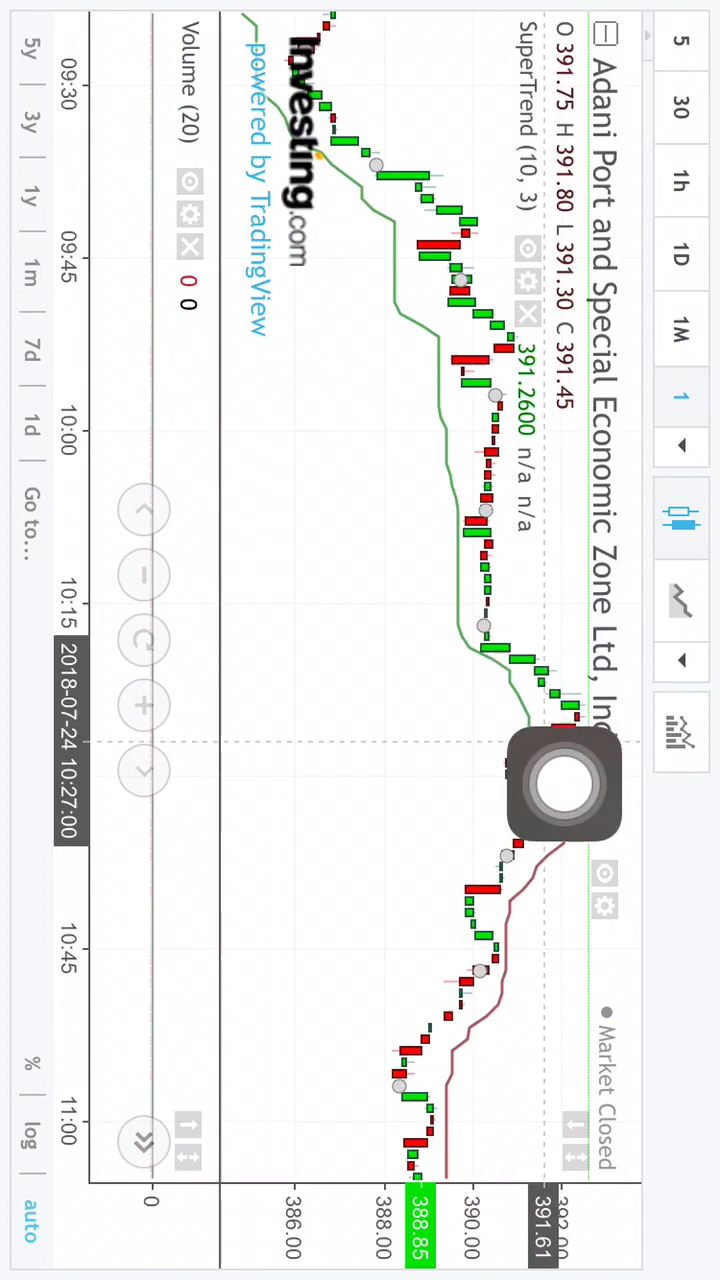 5 30 1h 1D 1M 1
Adani Port and Special Economic Zone Ltd, Inc
Market Closed
O 391.75 H 391.80 L 391.30 C 391.45
SuperTrend (10, 3) 391.2600 n/a n/a
392.00
391.61
390.00
388.85
388.00
386.00
Investing.com
powered by TradingView
Volume (20) 0 0
0
09:30 09:45 10:00 10:15 2018-07-24 10:27:00 10:45 11:00
5y 3y 1y 1m 7d 1d Go to... % log auto